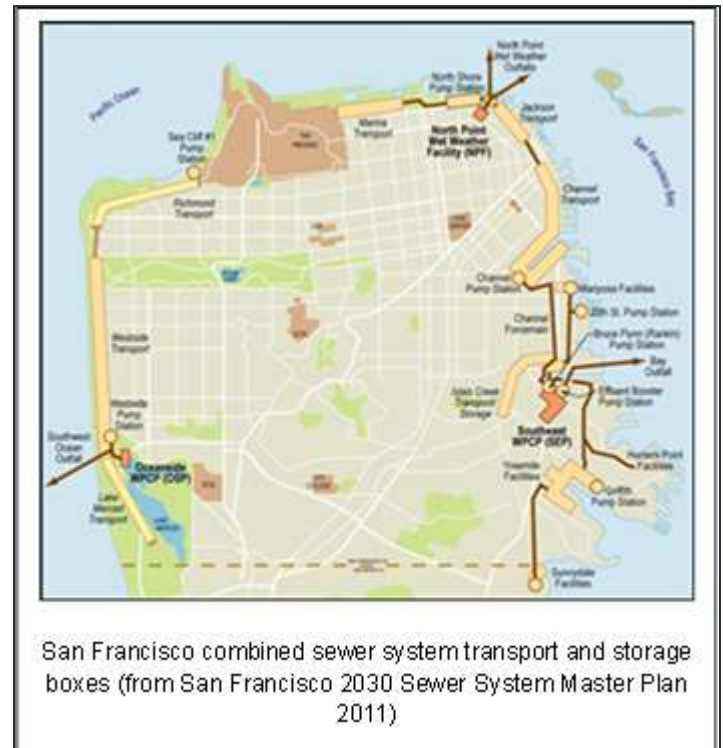 North Point
Wet Weather
Outfalls
North Shore
Pump Station
Pacific Ocean
Jackson
Transport
Marina
Transport
North Point
Wet Weather
Facility (NPF)
San Francisco Bay
Sea Cliff #1
Pump
Station
Richmond
Transport
Channel
Transport
Channel
Pump Station
Mariposa Facilities
20th St. Pump Station
Channel
Forcemain
Bruce Flynn (Rankin)
Pump Station
Westside
Transport
Bay
Outfall
Islais Creek
Transport
Storage
Effluent Booster
Pump Station
Westside
Pump
Station
Southeast
WPCP (SEP)
Southwest
Ocean
Outfall
Oceanside
WPCP (OSP)
Hunters Point
Facilities
Yosemite
Facilities
Lake
Merced
Transport
Griffith
Pump Station
Sunnydale
Facilities
San Francisco combined sewer system transport and storage
boxes (from San Francisco 2030 Sewer System Master Plan
2011)